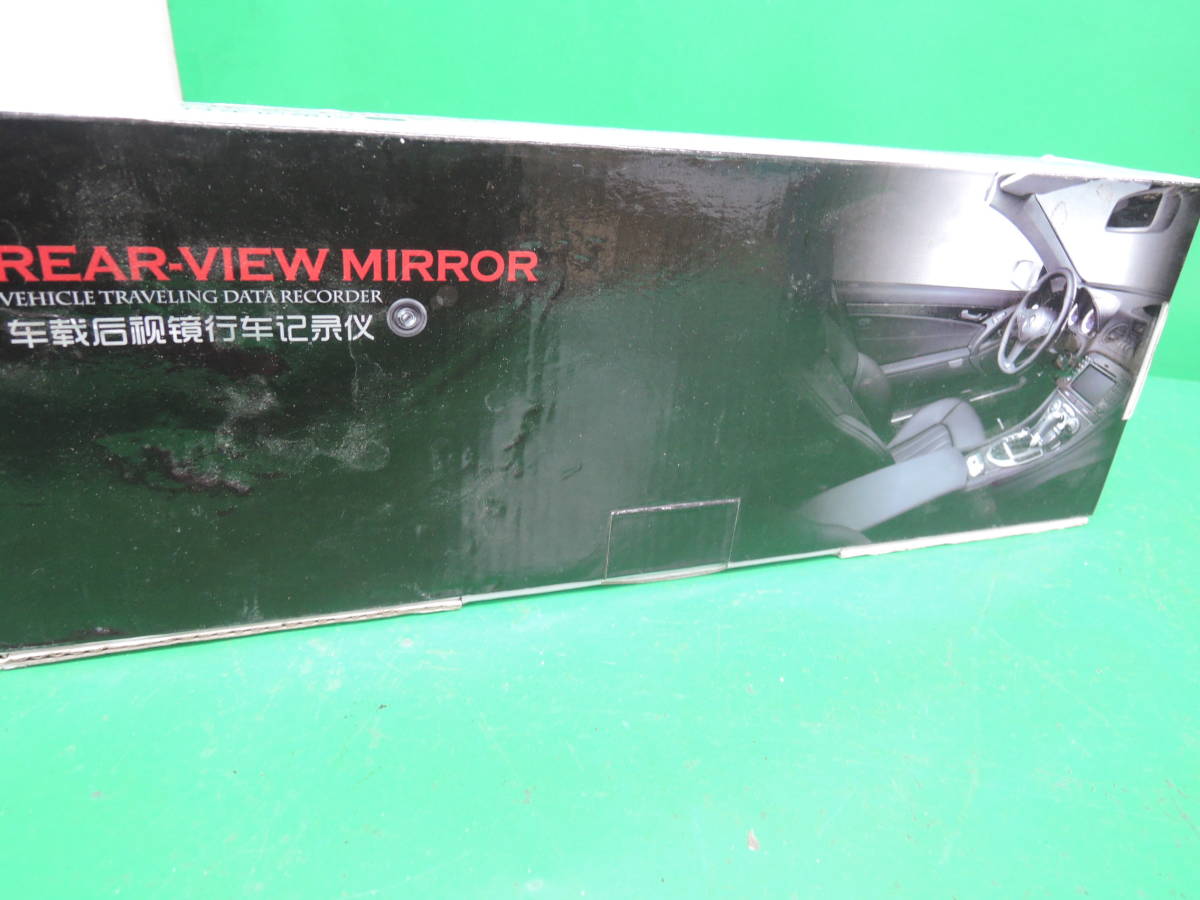 REAR-VIEW MIRROR
VEHICLE TRAVELING DATA RECORDER
车载后视镜行车记录仪